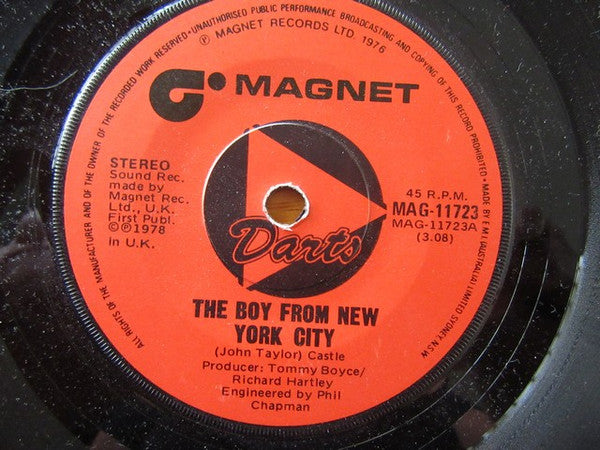 ALL RIGHTS OF THE MANUFACTURER AND OF THE OWNER OF THE RECORDED WORK RESERVED • UNAUTHORISED PUBLIC PERFORMANCE BROADCASTING AND COPYING OF THIS RECORD PROHIBITED • MADE BY E.M.I. (AUSTRALIA) LIMITED SYDNEY, N.S.W.
℗ MAGNET RECORDS LTD. 1976
MAGNET
STEREO
Sound Rec.
made by
Magnet Rec.
Ltd., U.K.
First Publ.
©℗1978
in U.K.
45 R.P.M.
MAG-11723
MAG-11723A
(3.08)
Darts
THE BOY FROM NEW
YORK CITY
(John Taylor) Castle
Producer: Tommy Boyce/
Richard Hartley
Engineered by Phil
Chapman